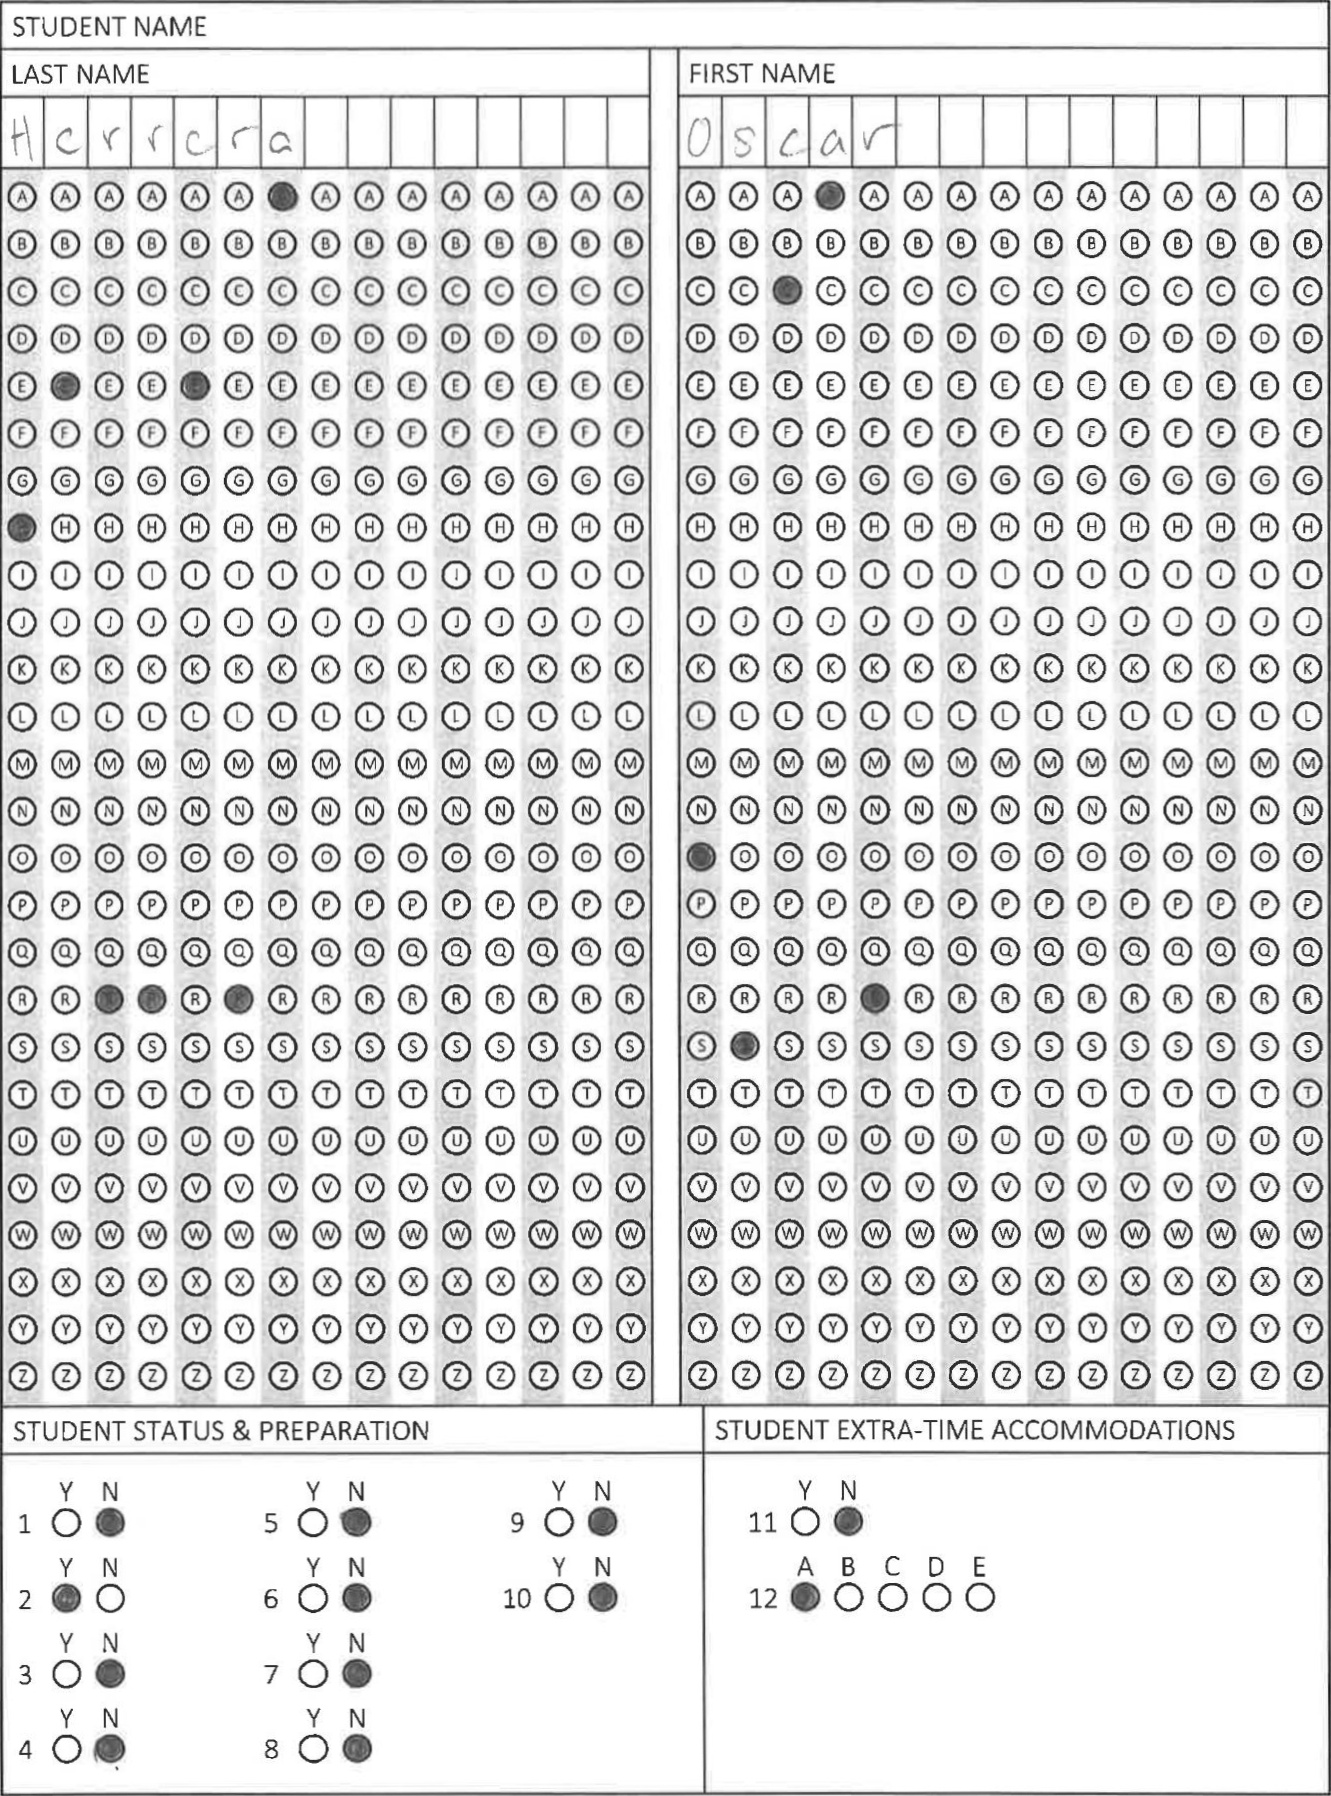 STUDENT NAME
LAST NAME FIRST NAME
Herrera Oscar
A A A A A A A A A A A A A A A A A A A A A A A A A A A
B B B B B B B B B B B B B B B B B B B B B B B B B B B B B B
C C C C C C C C C C C C C C C C C C C C C C C C C C C C C
D D D D D D D D D D D D D D D D D D D D D D D D D D D D D D
E E E E E E E E E E E E E E E E E E E E E E E E E E E E
F F F F F F F F F F F F F F F F F F F F F F F F F F F F F F
G G G G G G G G G G G G G G G G G G G G G G G G G G G G G G
H H H H H H H H H H H H H H H H H H H H H H H H H H H H H
I I I I I I I I I I I I I I I I I I I I I I I I I I I I I I
J J J J J J J J J J J J J J J J J J J J J J J J J J J J J J
K K K K K K K K K K K K K K K K K K K K K K K K K K K K K K
L L L L L L L L L L L L L L L L L L L L L L L L L L L L L L
M M M M M M M M M M M M M M M M M M M M M M M M M M M M M M
N N N N N N N N N N N N N N N N N N N N N N N N N N N N N N
O O O O O O O O O O O O O O O O O O O O O O O O O O O O O
P P P P P P P P P P P P P P P P P P P P P P P P P P P P P P
Q Q Q Q Q Q Q Q Q Q Q Q Q Q Q Q Q Q Q Q Q Q Q Q Q Q Q Q Q Q
R R R R R R R R R R R R R R R R R R R R R R R R R R
S S S S S S S S S S S S S S S S S S S S S S S S S S S S S
T T T T T T T T T T T T T T T T T T T T T T T T T T T T T T
U U U U U U U U U U U U U U U U U U U U U U U U U U U U U U
V V V V V V V V V V V V V V V V V V V V V V V V V V V V V V
W W W W W W W W W W W W W W W W W W W W W W W W W W W W W W
X X X X X X X X X X X X X X X X X X X X X X X X X X X X X X
Y Y Y Y Y Y Y Y Y Y Y Y Y Y Y Y Y Y Y Y Y Y Y Y Y Y Y Y Y Y
Z Z Z Z Z Z Z Z Z Z Z Z Z Z Z Z Z Z Z Z Z Z Z Z Z Z Z Z Z Z
STUDENT STATUS & PREPARATION
Y N Y N Y N
1 5 9
Y N Y N Y N
2 6 10
Y N Y N
3 7
Y N Y N
4 8
STUDENT EXTRA-TIME ACCOMMODATIONS
Y N
11
A B C D E
12